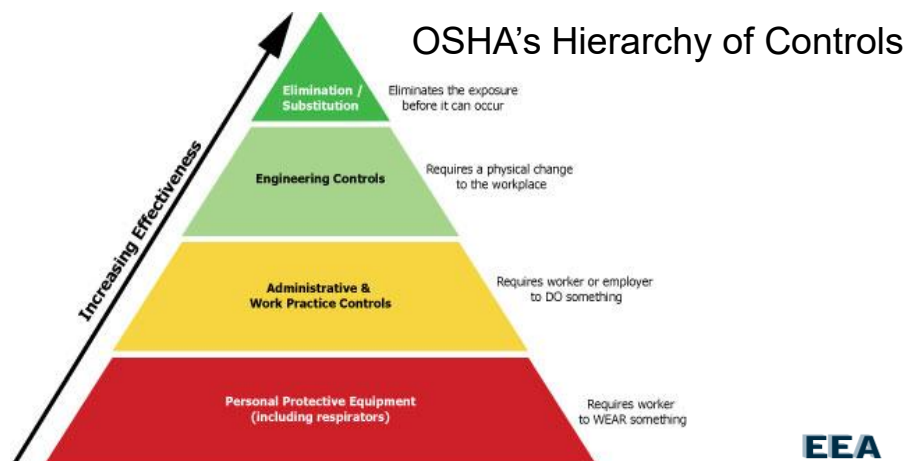 OSHA's Hierarchy of Controls
Increasing Effectiveness
Elimination /
Substitution
Eliminates the exposure
before it can occur
Engineering Controls
Requires a physical change
to the workplace
Administrative &
Work Practice Controls
Requires worker or employer
to DO something
Personal Protective Equipment
(including respirators)
Requires worker
to WEAR something
EEA